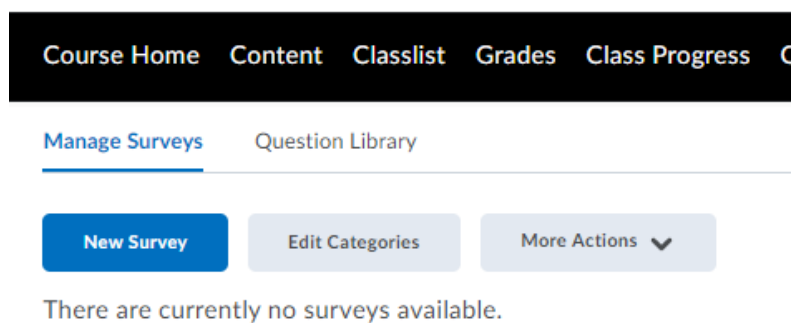 Course Home Content Classlist Grades Class Progress
Manage Surveys Question Library
New Survey Edit Categories More Actions
There are currently no surveys available.